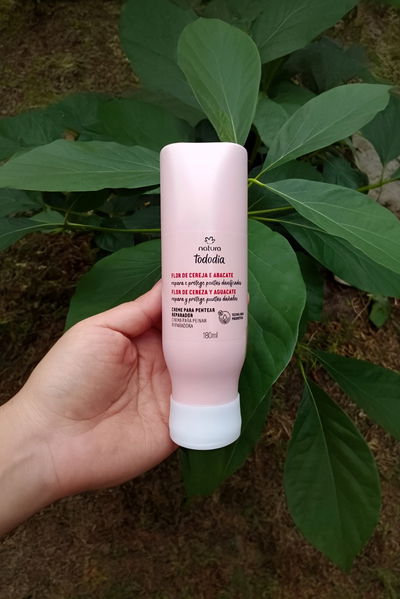 natura
Tododia
FLOR DE CEREJA E ABACATE
repara e protege pontas danificadas
FLOR DE CEREZA Y AGUACATE
repara y protege puntas dañadas
CREME PARA PENTEAR
REPARADOR
CREMA PARA PEINAR
REPARADORA
180ml